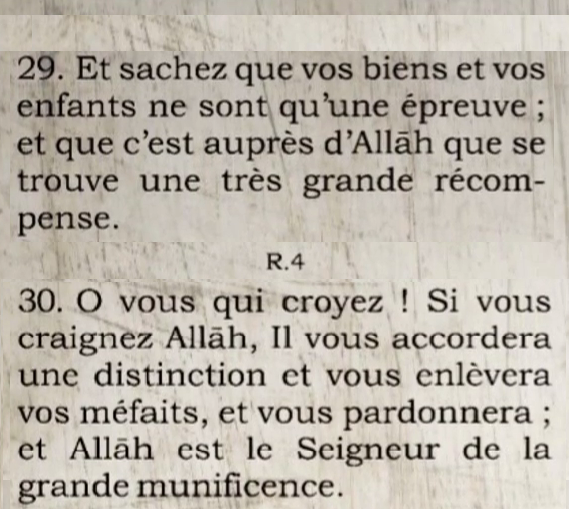 29. Et sachez que vos biens et vos
enfants ne sont qu'une épreuve ;
et que c'est auprès d'Allāh que se
trouve une très grande récom-
pense.
R.4
30. O vous qui croyez ! Si vous
craignez Allāh, Il vous accordera
une distinction et vous enlèvera
vos méfaits, et vous pardonnera ;
et Allāh est le Seigneur de la
grande munificence.